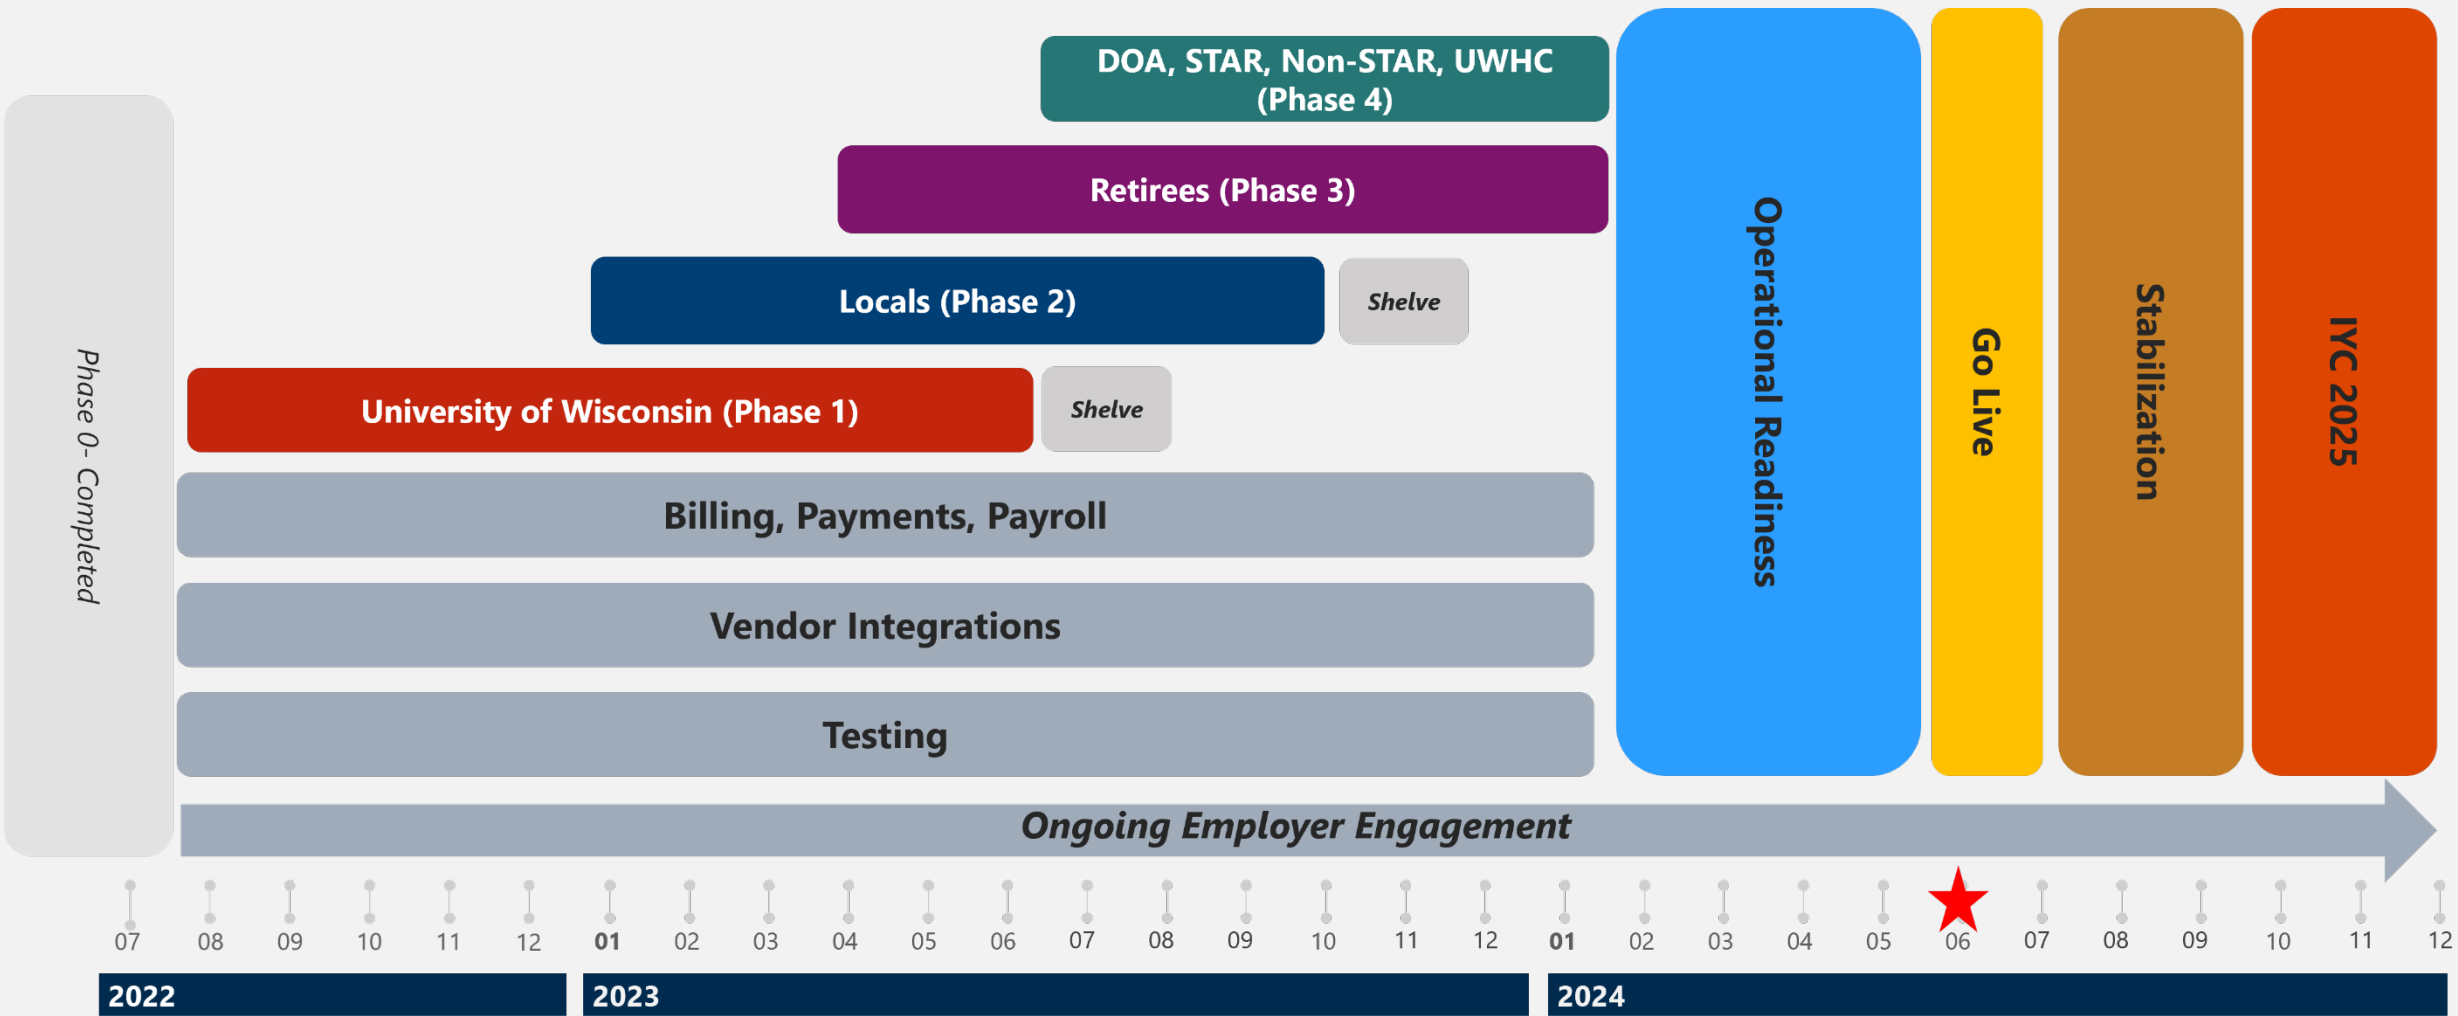 Phase 0- Completed
DOA, STAR, Non-STAR, UWHC
(Phase 4)
Retirees (Phase 3)
Locals (Phase 2)
Shelve
University of Wisconsin (Phase 1)
Shelve
Billing, Payments, Payroll
Vendor Integrations
Testing
Operational Readiness
Go Live
Stabilization
IYC 2025
Ongoing Employer Engagement
07 08 09 10 11 12 01 02 03 04 05 06 07 08 09 10 11 12 01 02 03 04 05 06 07 08 09 10 11 12
2022 2023 2024